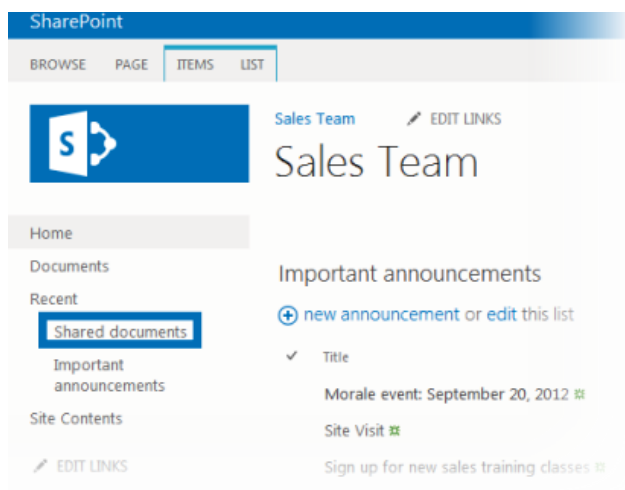 SharePoint
BROWSE PAGE ITEMS LIST
S
Sales Team EDIT LINKS
Sales Team
Home
Documents
Recent
Shared documents
Important
announcements
Site Contents
EDIT LINKS
Important announcements
new announcement or edit this list
Title
Morale event: September 20, 2012
Site Visit
Sign up for new sales training classes